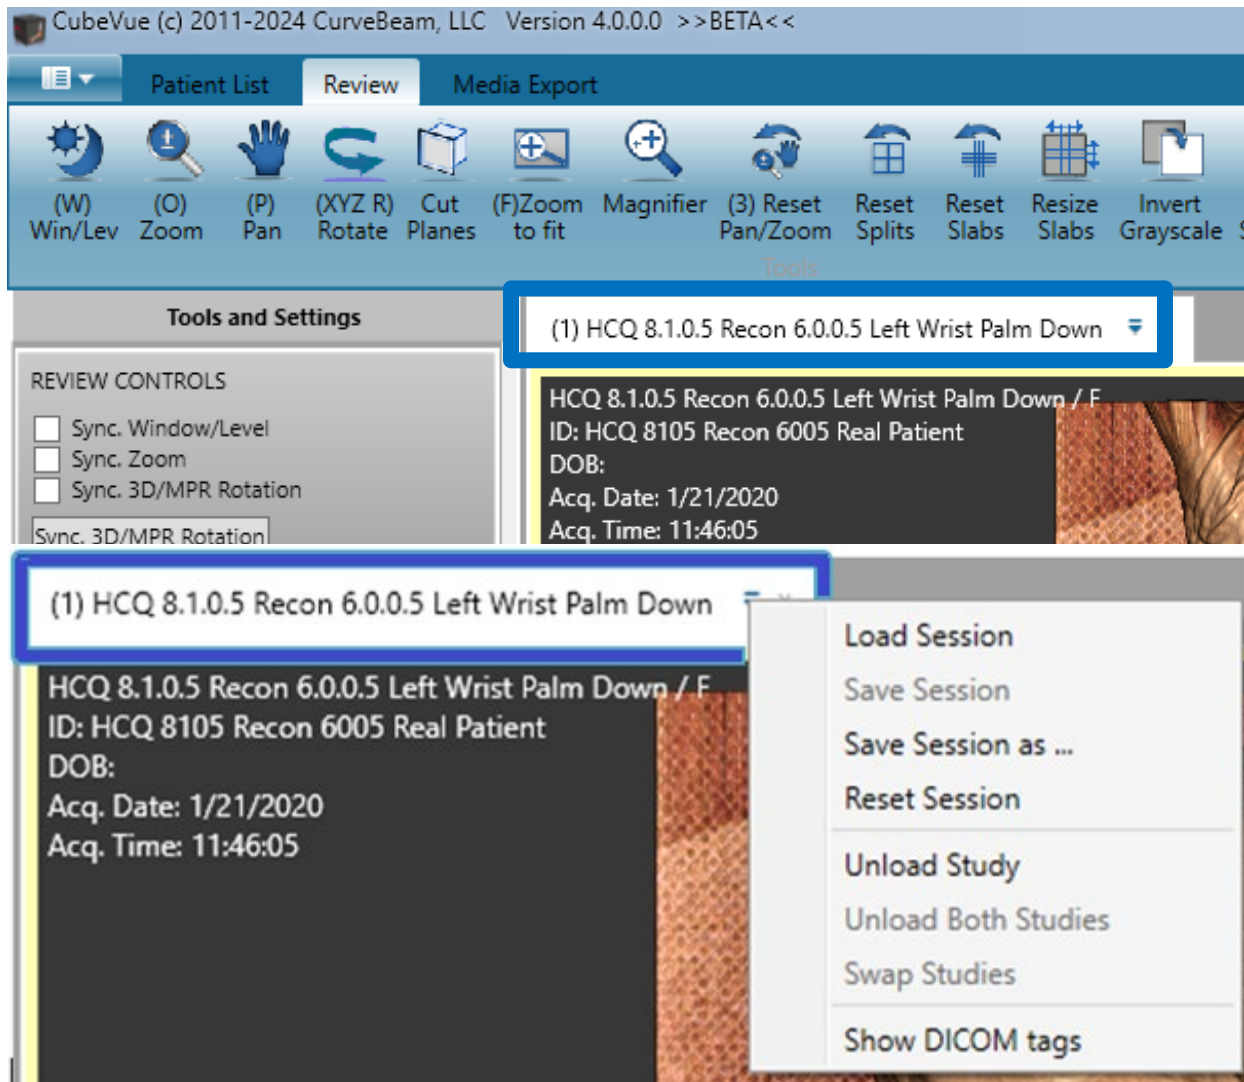 CubeVue (c) 2011-2024 CurveBeam, LLC Version 4.0.0.0 >>BETA<<
Patient List Review Media Export
(W) Win/Lev
(O) Zoom
(P) Pan
(XYZ R) Rotate
Cut Planes
(F)Zoom to fit
Magnifier
(3) Reset Pan/Zoom
Reset Splits
Reset Slabs
Resize Slabs
Invert Grayscale
Tools
Tools and Settings
(1) HCQ 8.1.0.5 Recon 6.0.0.5 Left Wrist Palm Down
REVIEW CONTROLS
Sync. Window/Level
Sync. Zoom
Sync. 3D/MPR Rotation
Sync. 3D/MPR Rotation
HCQ 8.1.0.5 Recon 6.0.0.5 Left Wrist Palm Down / F
ID: HCQ 8105 Recon 6005 Real Patient
DOB:
Acq. Date: 1/21/2020
Acq. Time: 11:46:05
(1) HCQ 8.1.0.5 Recon 6.0.0.5 Left Wrist Palm Down
HCQ 8.1.0.5 Recon 6.0.0.5 Left Wrist Palm Down / F
ID: HCQ 8105 Recon 6005 Real Patient
DOB:
Acq. Date: 1/21/2020
Acq. Time: 11:46:05
Load Session
Save Session
Save Session as ...
Reset Session
Unload Study
Unload Both Studies
Swap Studies
Show DICOM tags